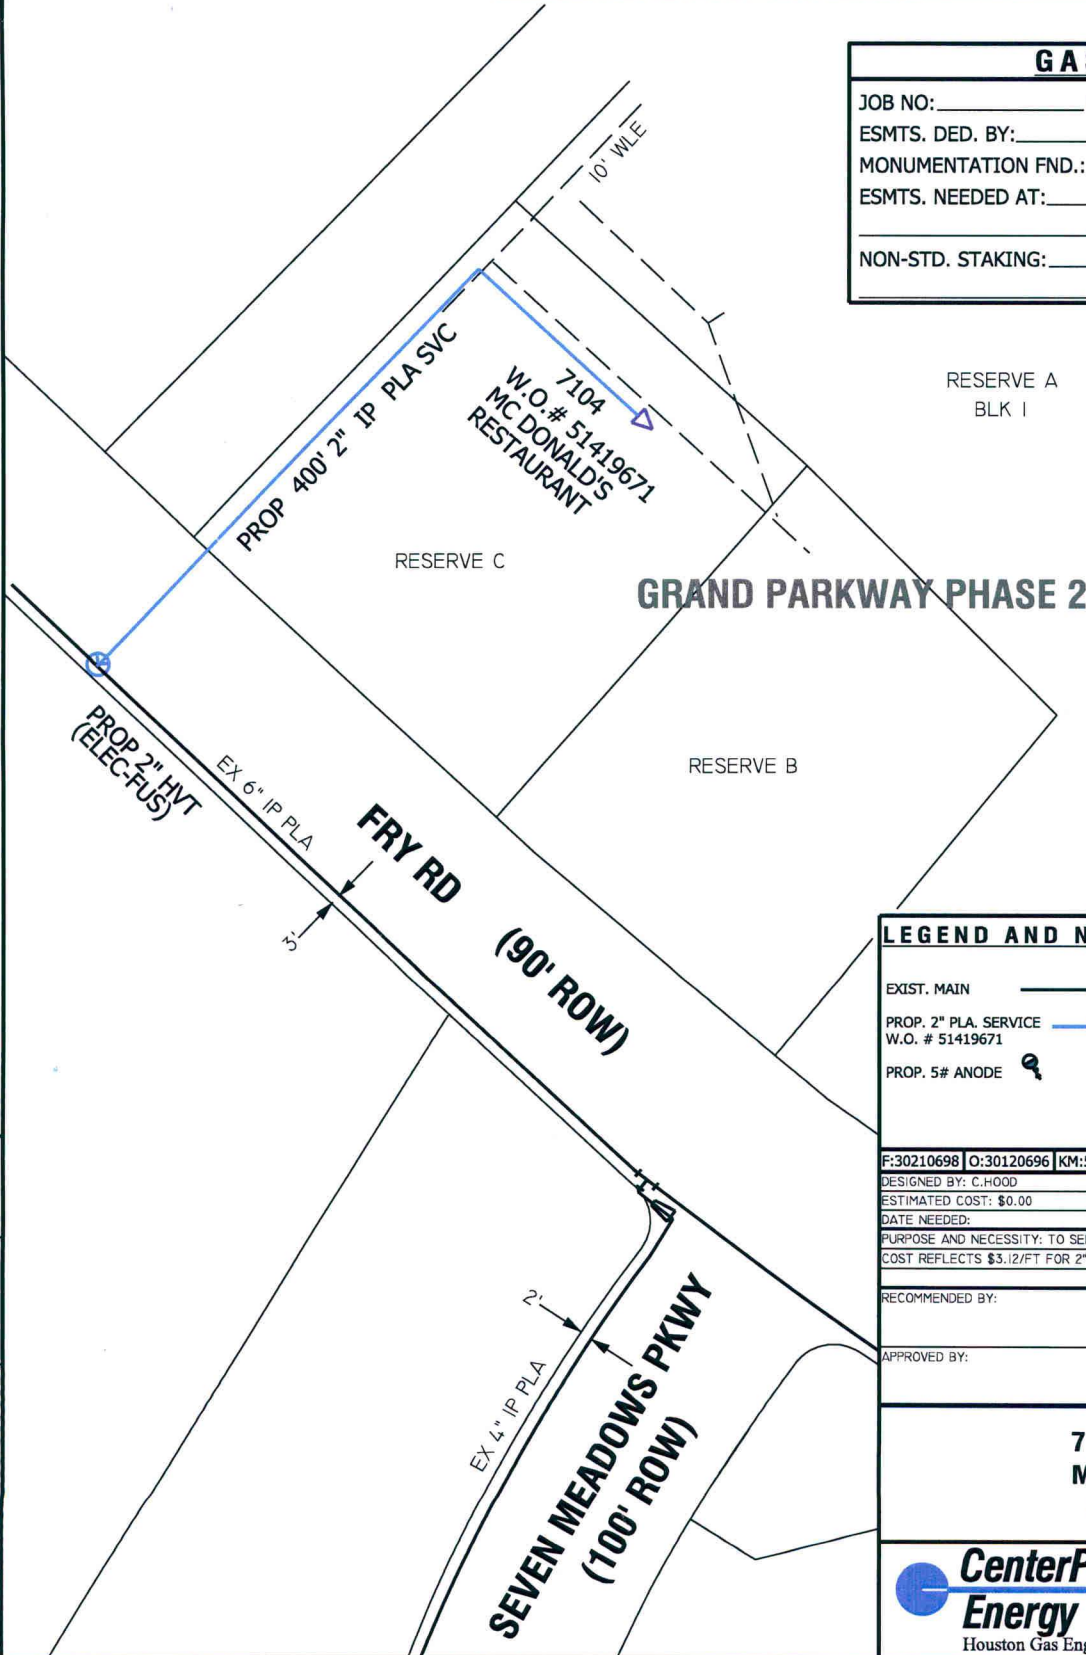 GA
JOB NO:
ESMTS. DED. BY:
MONUMENTATION FND.:
ESMTS. NEEDED AT:
NON-STD. STAKING:
10' WLE
RESERVE A
BLK 1
PROP 400' 2" IP PLA SVC
7104
W.O.# 51419671
MC DONALD'S
RESTAURANT
RESERVE C
GRAND PARKWAY PHASE 2
RESERVE B
PROP 2" HVT
(ELEC-FUS)
EX 6" IP PLA
FRY RD (90' ROW)
3'
LEGEND AND N
EXIST. MAIN
PROP. 2" PLA. SERVICE
W.O. # 51419671
PROP. 5# ANODE
F:30210698 O:30120696 KM:
DESIGNED BY: C.HOOD
ESTIMATED COST: $0.00
DATE NEEDED:
PURPOSE AND NECESSITY: TO SE
COST REFLECTS $3.12/FT FOR 2"
RECOMMENDED BY:
APPROVED BY:
2'
EX 4" IP PLA
SEVEN MEADOWS PKWY
(100' ROW)
7
M
CenterP
Energy
Houston Gas Eng